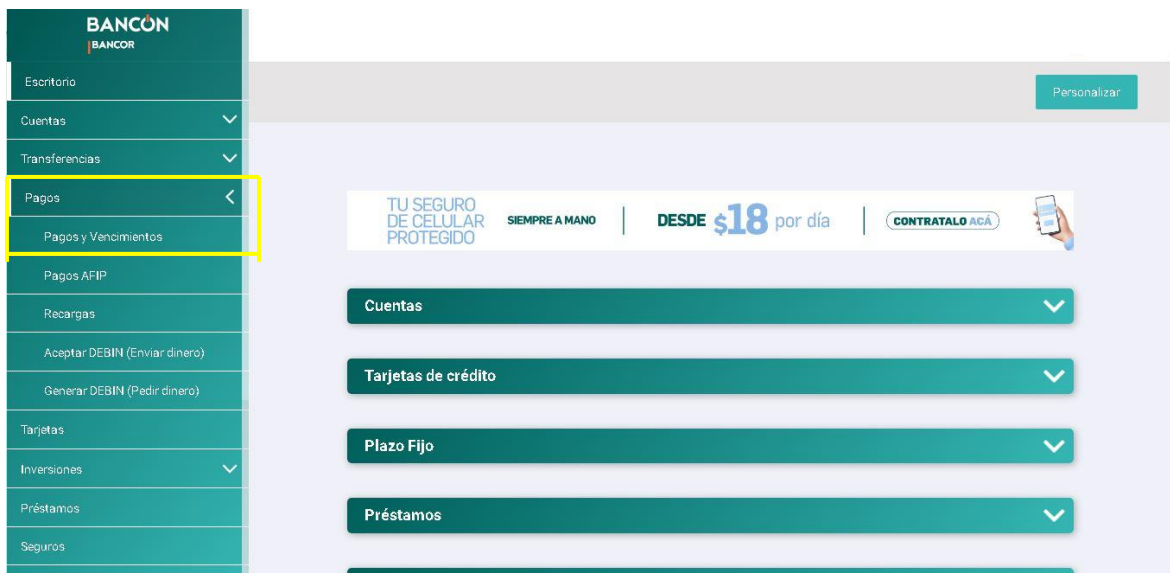 BANCÓN
BANCOR
Escritorio
Cuentas
Transferencias
Pagos
Pagos y Vencimientos
Pagos AFIP
Recargas
Aceptar DEBIN (Enviar dinero)
Generar DEBIN (Pedir dinero)
Tarjetas
Inversiones
Préstamos
Seguros
Personalizar
TU SEGURO
DE CELULAR
PROTEGIDO
SIEMPRE A MANO
DESDE $18 por día
CONTRATALO ACÁ
Cuentas
Tarjetas de crédito
Plazo Fijo
Préstamos